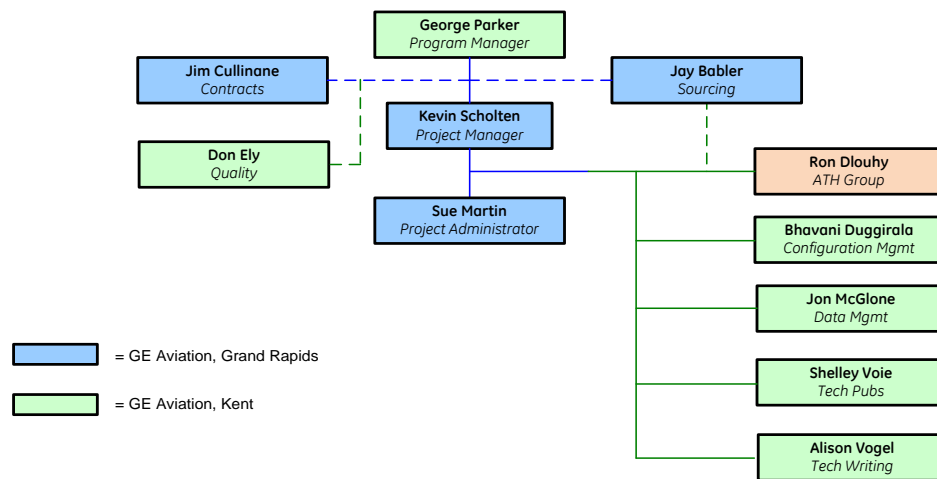 George Parker
Program Manager
Jim Cullinane
Contracts
Jay Babler
Sourcing
Kevin Scholten
Project Manager
Don Ely
Quality
Ron Dlouhy
ATH Group
Sue Martin
Project Administrator
Bhavani Duggirala
Configuration Mgmt
Jon McGlone
Data Mgmt
= GE Aviation, Grand Rapids
Shelley Voie
Tech Pubs
= GE Aviation, Kent
Alison Vogel
Tech Writing